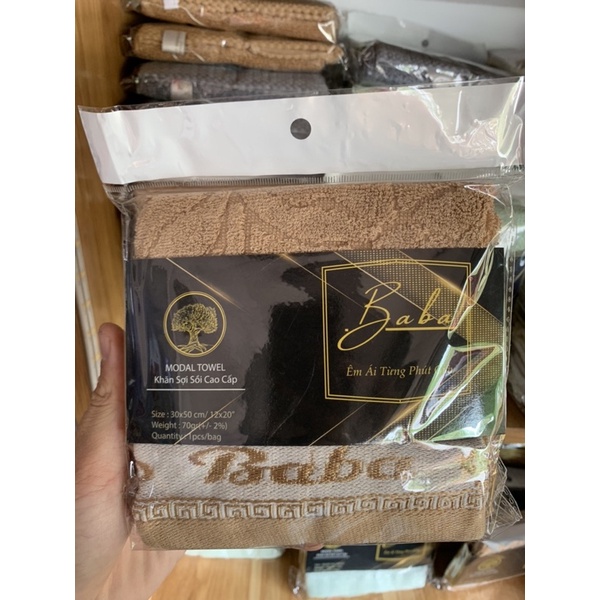 Baba
Êm Ái Từng Phút
MODAL TOWEL
Khăn Sợi Sồi Cao Cấp
Size : 30x50 cm/ 12x20"
Weight : 70gr(+/- 2%)
Quantity : 1pcs/bag
Baba